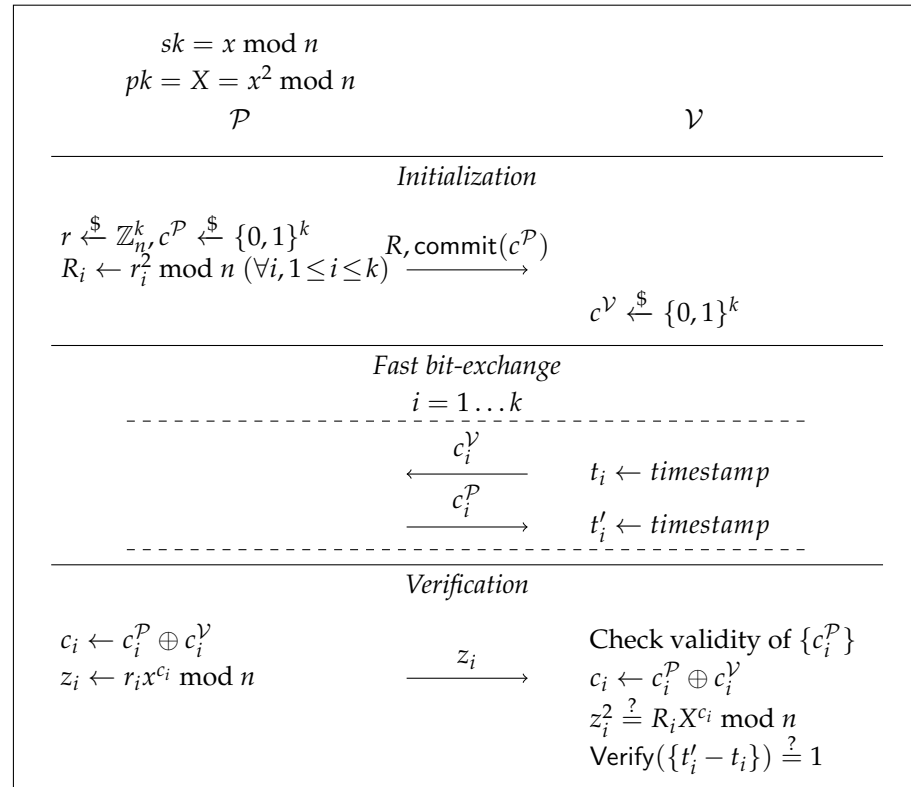 sk = x mod n
pk = X = x² mod n
𝒫 𝒱
Initialization
r ←$ ℤₙᵏ, c^𝒫 ←$ {0, 1}ᵏ
R, commit(c^𝒫)
Rᵢ ← rᵢ² mod n (∀i, 1 ≤ i ≤ k)
c^𝒱 ←$ {0, 1}ᵏ
Fast bit-exchange
i = 1 … k
cᵢ^𝒱
tᵢ ← timestamp
cᵢ^𝒫
t′ᵢ ← timestamp
Verification
cᵢ ← cᵢ^𝒫 ⊕ cᵢ^𝒱
zᵢ ← rᵢx^{cᵢ} mod n
zᵢ
Check validity of {cᵢ^𝒫}
cᵢ ← cᵢ^𝒫 ⊕ cᵢ^𝒱
zᵢ² ≟ RᵢX^{cᵢ} mod n
Verify({t′ᵢ − tᵢ}) ≟ 1